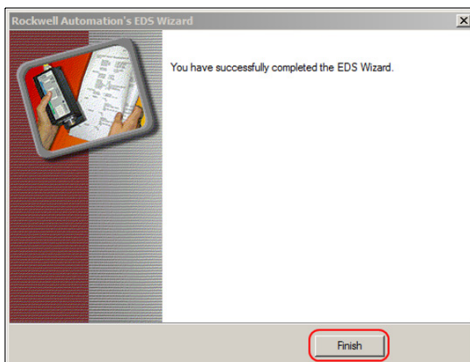 Rockwell Automation's EDS Wizard
You have successfully completed the EDS Wizard.
Finish